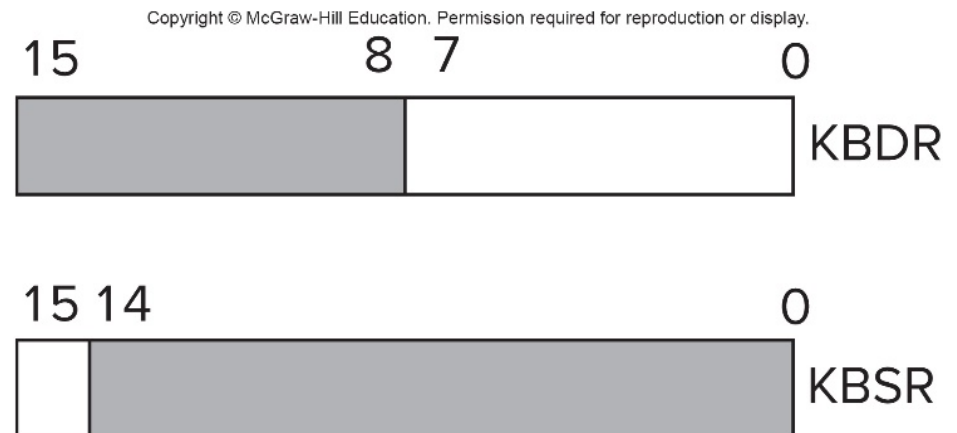 Copyright © McGraw-Hill Education. Permission required for reproduction or display.
15 8 7 0
KBDR
15 14 0
KBSR